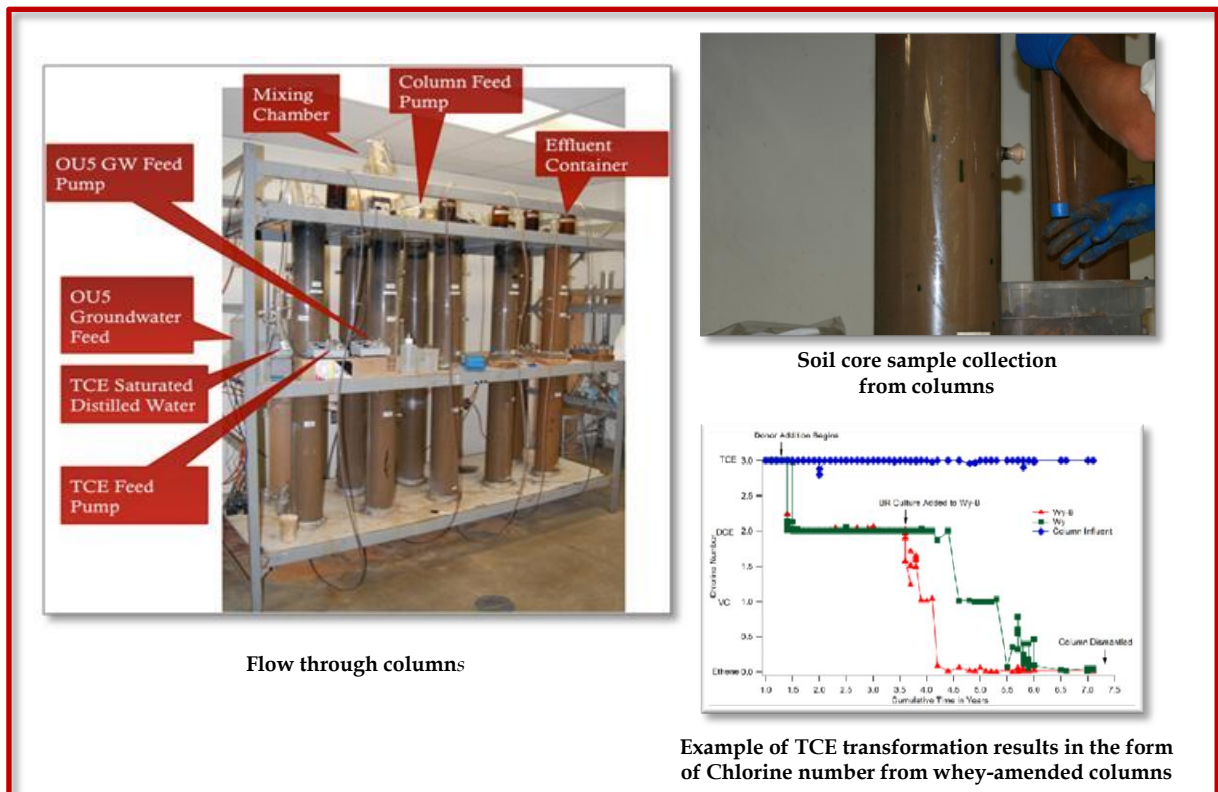 Mixing
Chamber
Column Feed
Pump
Effluent
Container
OU5 GW Feed
Pump
OU5
Groundwater
Feed
TCE Saturated
Distilled Water
TCE Feed
Pump
Flow through columns
Soil core sample collection
from columns
Donor Addition Begins
TCE 3.0
2.5
DCE 2.0
Chlorine Number
VC 1.0
0.5
Ethene 0.0
BR Culture Added to Wy-B
Wy-B
Wy
Column Influent
Column Dismantled
1.0 1.5 2.0 2.5 3.0 3.5 4.0 4.5 5.0 5.5 6.0 6.5 7.0 7.5
Cumulative Time in Years
Example of TCE transformation results in the form
of Chlorine number from whey-amended columns